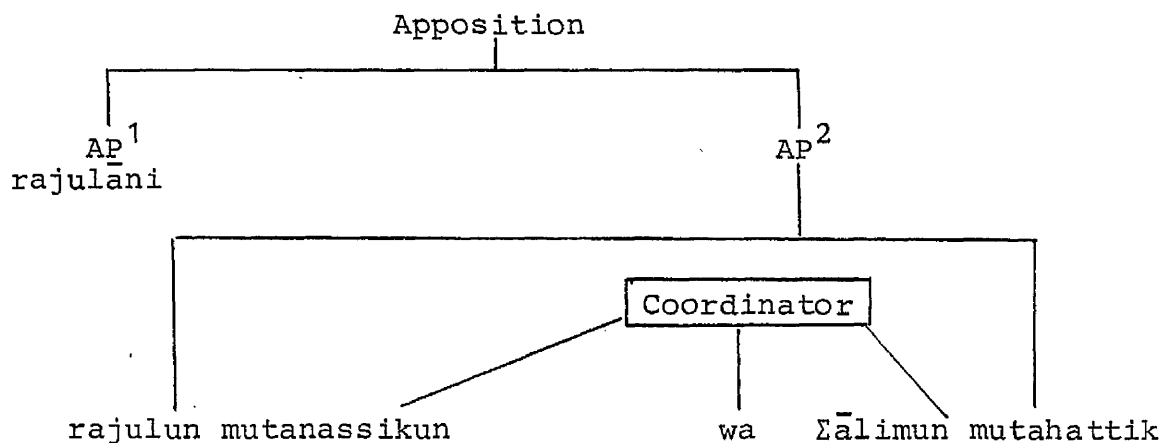 Apposition
AP¹ AP²
rajulāni
Coordinator
rajulun mutanassikun wa Σālimun mutahattik